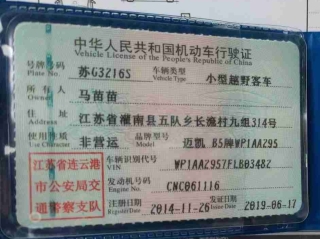 中华人民共和国机动车行驶证
Vehicle License of the People's Republic of China
号牌号码 苏G3216S 车辆类型 小型越野客车
Plate No. Vehicle Type
所有人 马苗苗
Owner
住址 江苏省灌南县五队乡长滧村九组314号
Address
使用性质 非营运 品牌型号 迈凯 B5牌WP1AA295
Use Character Model
江苏省连云港 车辆识别代号 WP1AA2957FLB03482
市公安局交 VIN
通警察支队 发动机号码 CNC061116
Engine No.
注册日期 2014-11-26 发证日期 2019-06-17
Register Date Issue Date